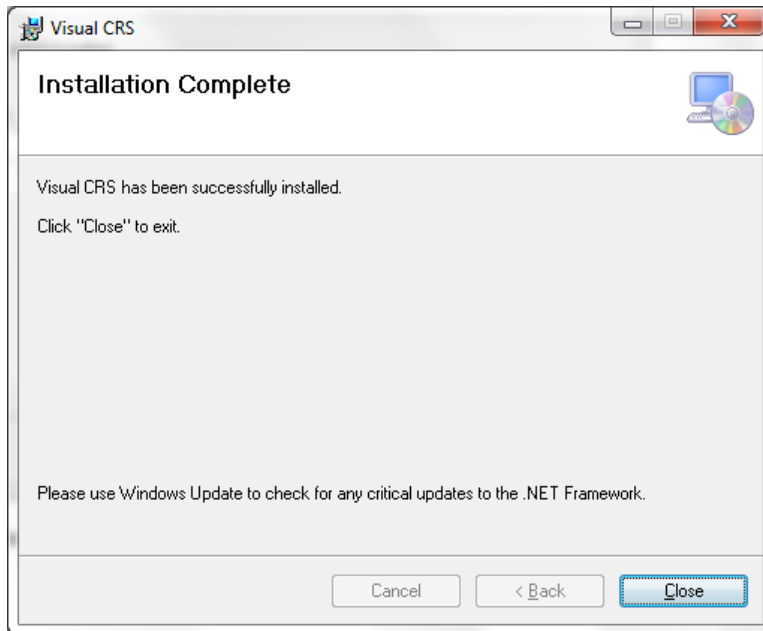 Visual CRS
Installation Complete
Visual CRS has been successfully installed.
Click "Close" to exit.
Please use Windows Update to check for any critical updates to the .NET Framework.
Cancel
< Back
Close